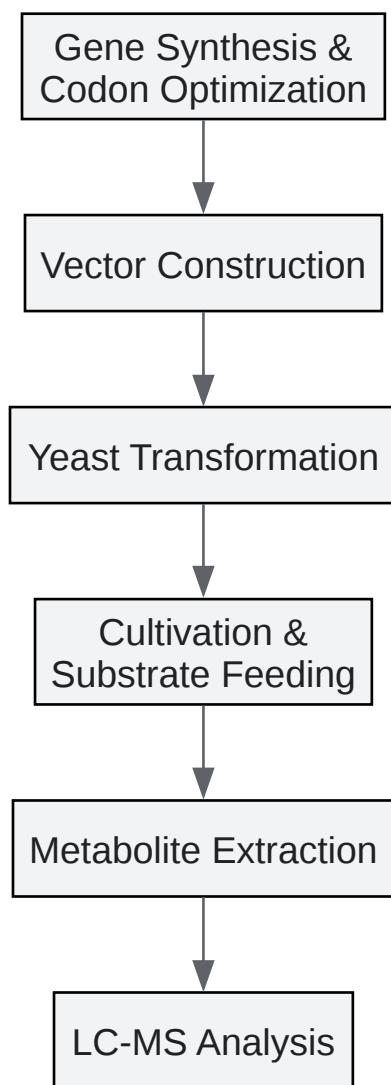 Gene Synthesis &
Codon Optimization
Vector Construction
Yeast Transformation
Cultivation &
Substrate Feeding
Metabolite Extraction
LC-MS Analysis